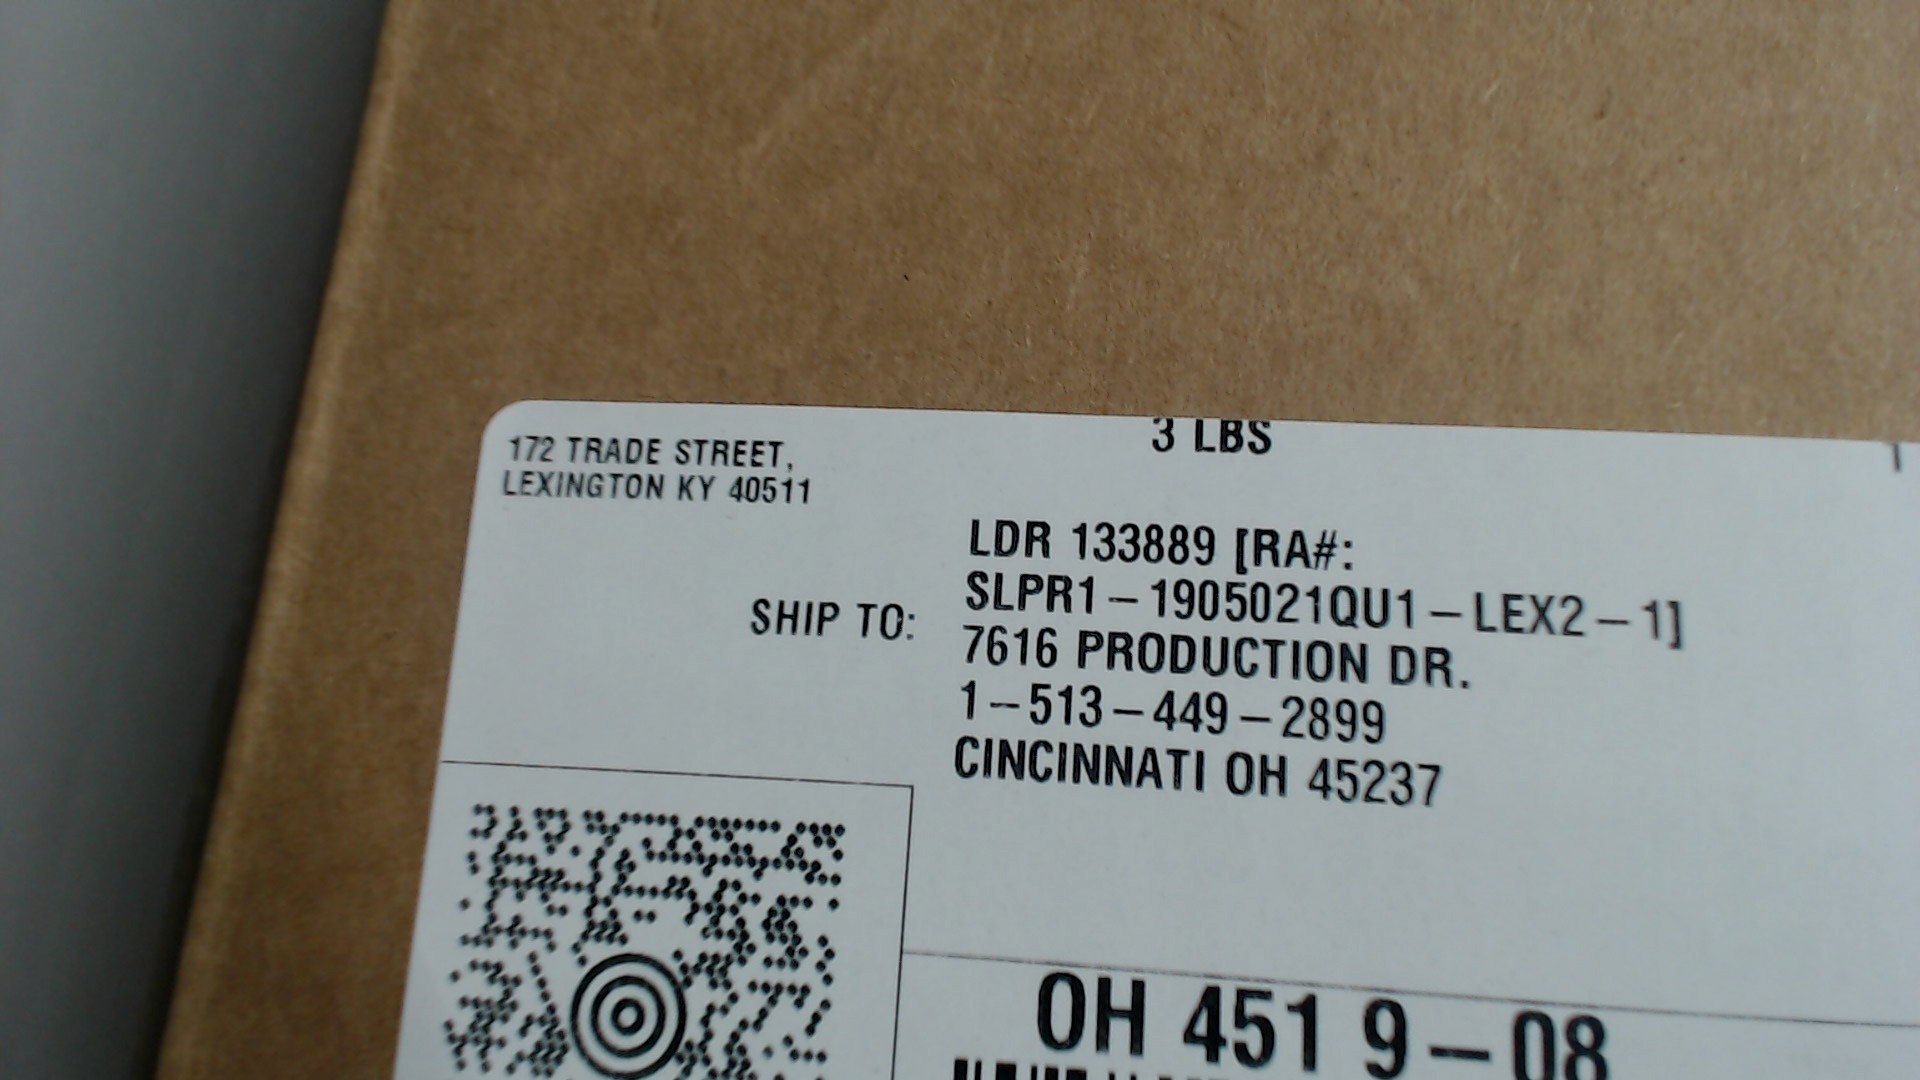 3 LBS
172 TRADE STREET,
LEXINGTON KY 40511
LDR 133889 [RA#:
SLPR1-1905021QU1-LEX2-1]
SHIP TO:
7616 PRODUCTION DR.
1-513-449-2899
CINCINNATI OH 45237
OH 451 9-08